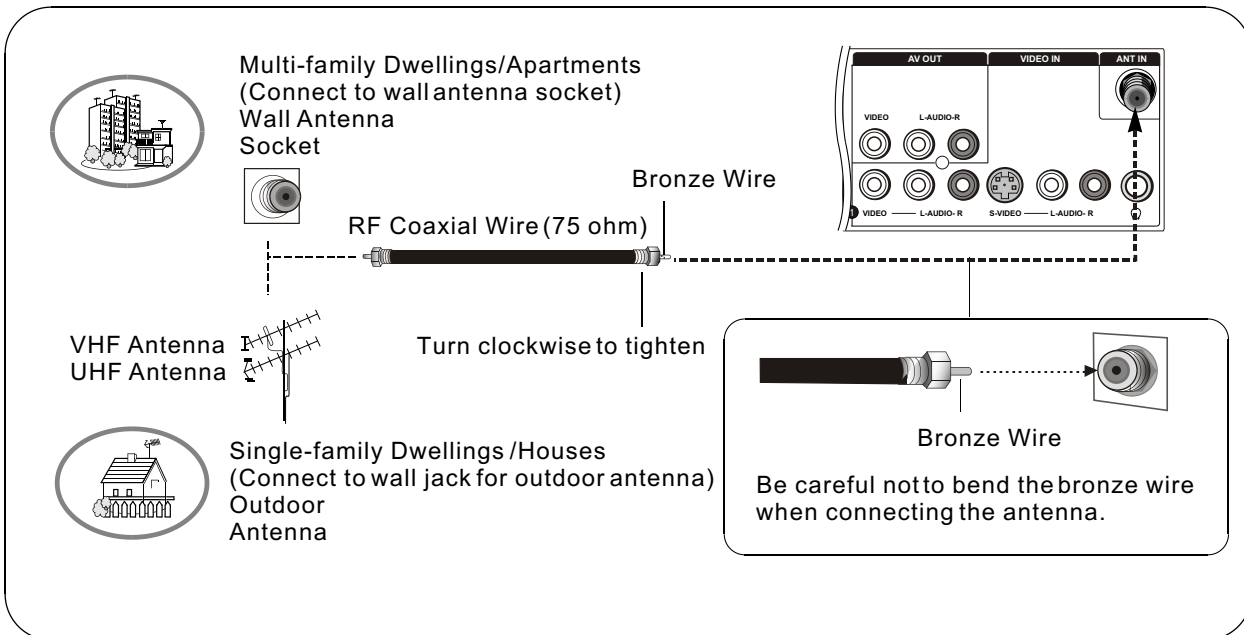 Multi-family Dwellings/Apartments
(Connect to wall antenna socket)
Wall Antenna
Socket
AV OUT
VIDEO IN
ANT IN
VIDEO
L-AUDIO-R
VIDEO
L-AUDIO- R
S-VIDEO
L-AUDIO- R
Bronze Wire
RF Coaxial Wire (75 ohm)
VHF Antenna
UHF Antenna
Turn clockwise to tighten
Bronze Wire
Be careful not to bend the bronze wire
when connecting the antenna.
Single-family Dwellings /Houses
(Connect to wall jack for outdoor antenna)
Outdoor
Antenna